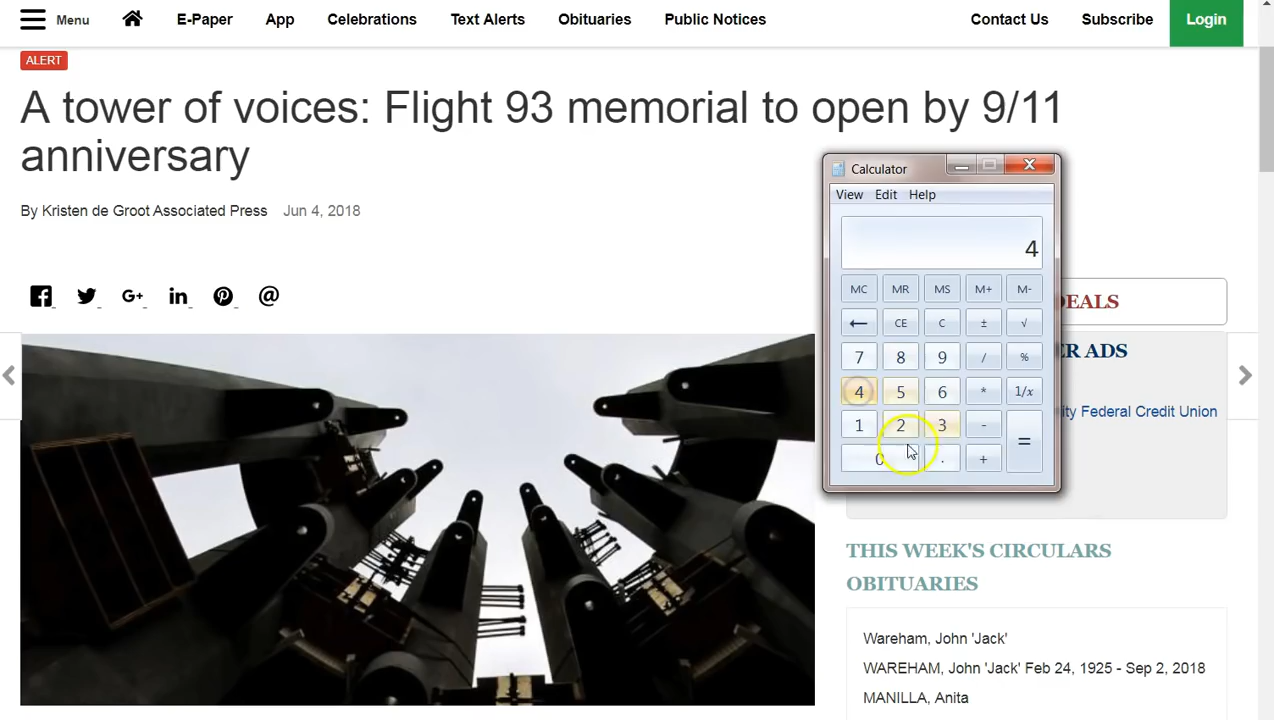 Menu E-Paper App Celebrations Text Alerts Obituaries Public Notices Contact Us Subscribe Login
ALERT
A tower of voices: Flight 93 memorial to open by 9/11
anniversary
By Kristen de Groot Associated Press Jun 4, 2018
Calculator
View Edit Help
4
MC MR MS M+ M-
← CE C ± √
7 8 9 / %
4 5 6 * 1/x
1 2 3 - =
0 . +
G+ in @
DEALS
ER ADS
ity Federal Credit Union
THIS WEEK'S CIRCULARS
OBITUARIES
Wareham, John 'Jack'
WAREHAM, John 'Jack' Feb 24, 1925 - Sep 2, 2018
MANILLA, Anita